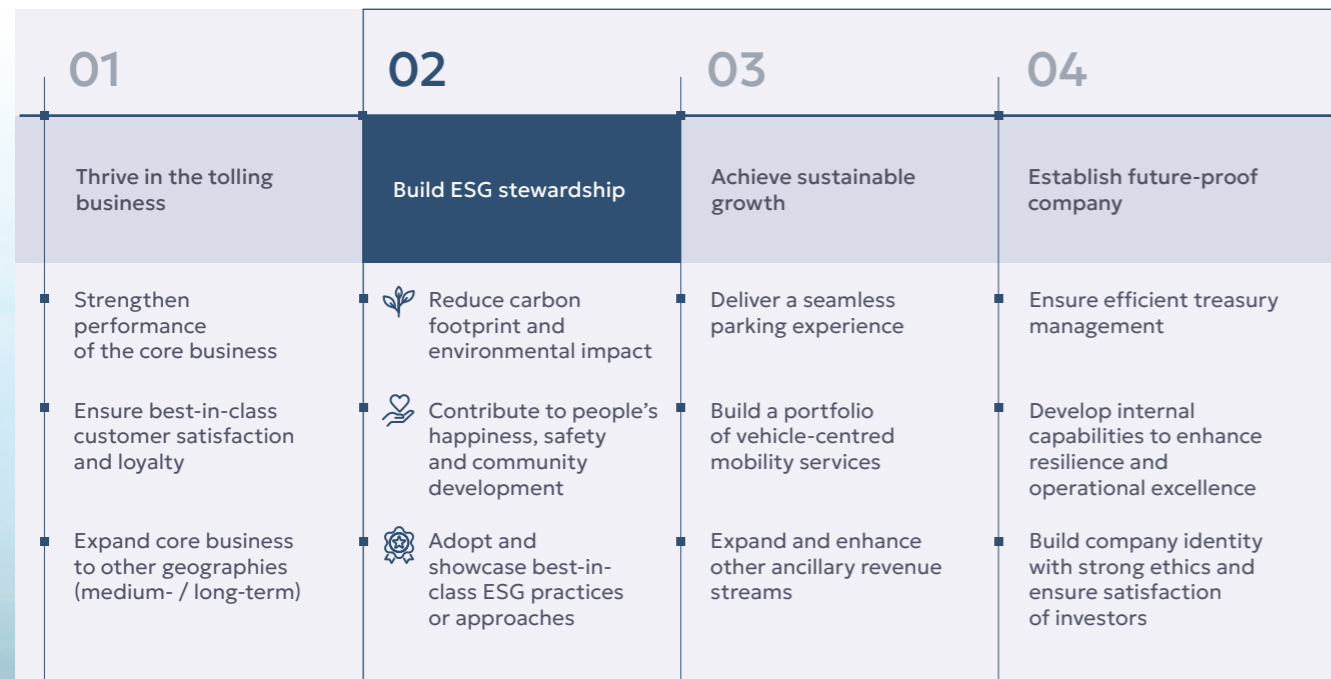 01
Thrive in the tolling
business
Strengthen
performance
of the core business
Ensure best-in-class
customer satisfaction
and loyalty
Expand core business
to other geographies
(medium- / long-term)
02
Build ESG stewardship
Reduce carbon
footprint and
environmental impact
Contribute to people’s
happiness, safety
and community
development
Adopt and
showcase best-in-
class ESG practices
or approaches
03
Achieve sustainable
growth
Deliver a seamless
parking experience
Build a portfolio
of vehicle-centred
mobility services
Expand and enhance
other ancillary revenue
streams
04
Establish future-proof
company
Ensure efficient treasury
management
Develop internal
capabilities to enhance
resilience and
operational excellence
Build company identity
with strong ethics and
ensure satisfaction
of investors